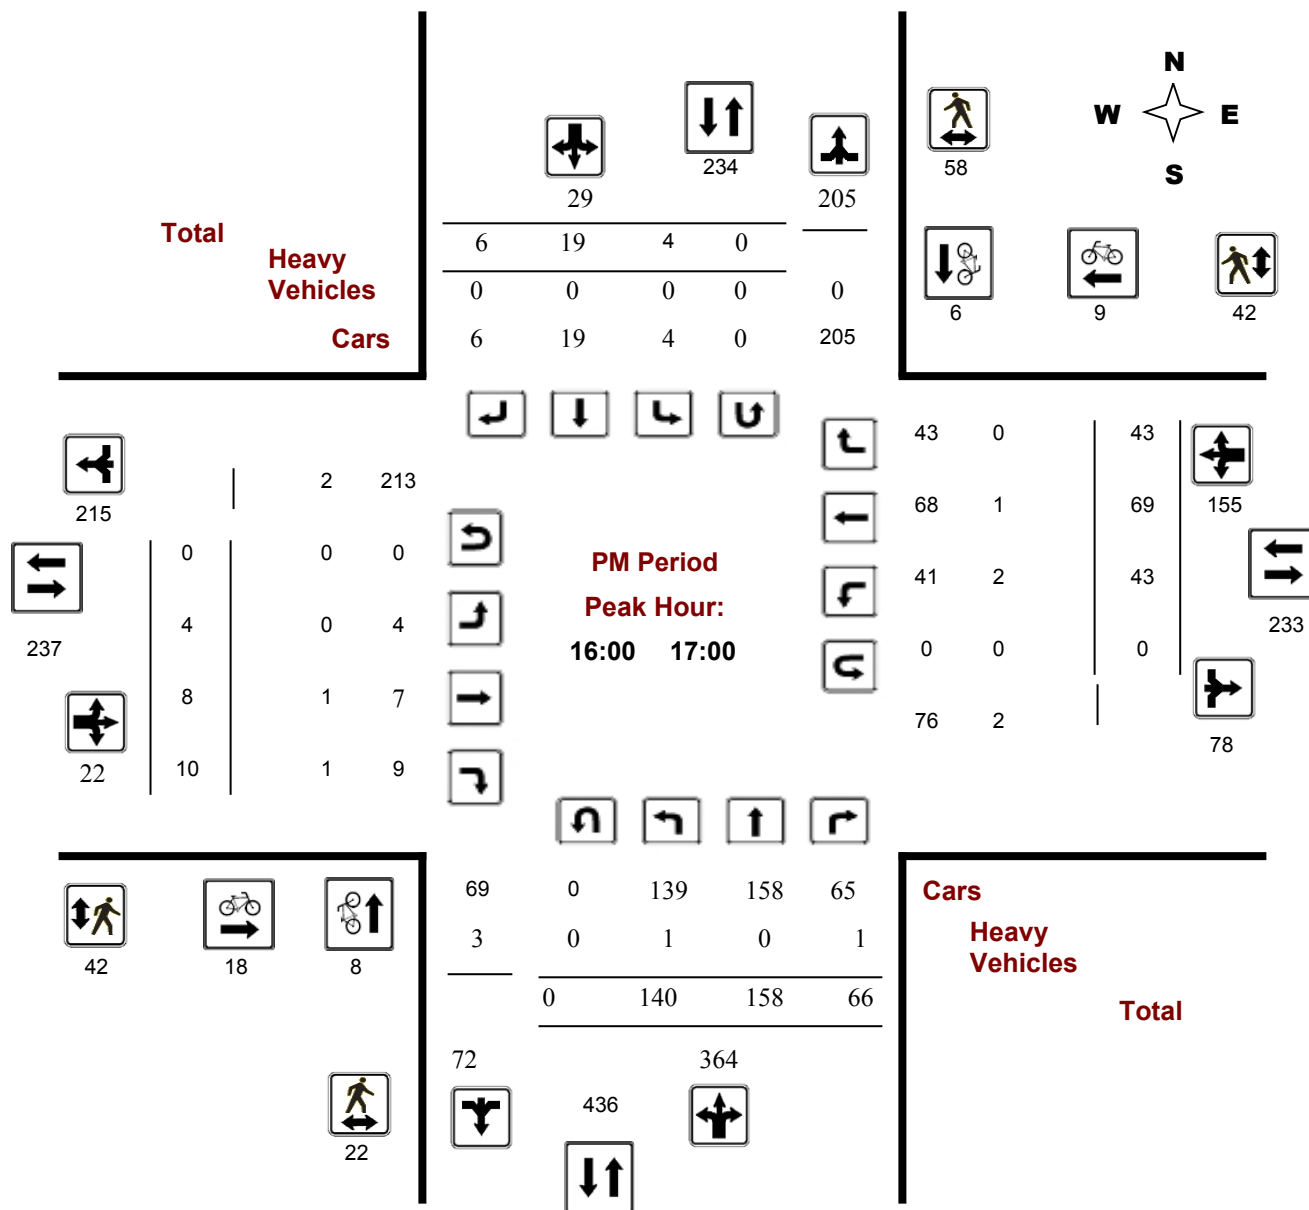 N
W E
S
234
58
29
205
Total
6 19 4 0
Heavy
Vehicles
0 0 0 0 0
6 9 42
Cars
6 19 4 0 205
43 0 43
2 213
215
68 1 69 155
0 0 0
PM Period
41 2 43
Peak Hour:
4 0 4
233
237
16:00 17:00
0 0 0
8 1 7
76 2
78
22
10 1 9
69 0 139 158 65
Cars
3 0 1 0 1
Heavy
Vehicles
42 18 8
0 140 158 66
Total
72 364
436
22